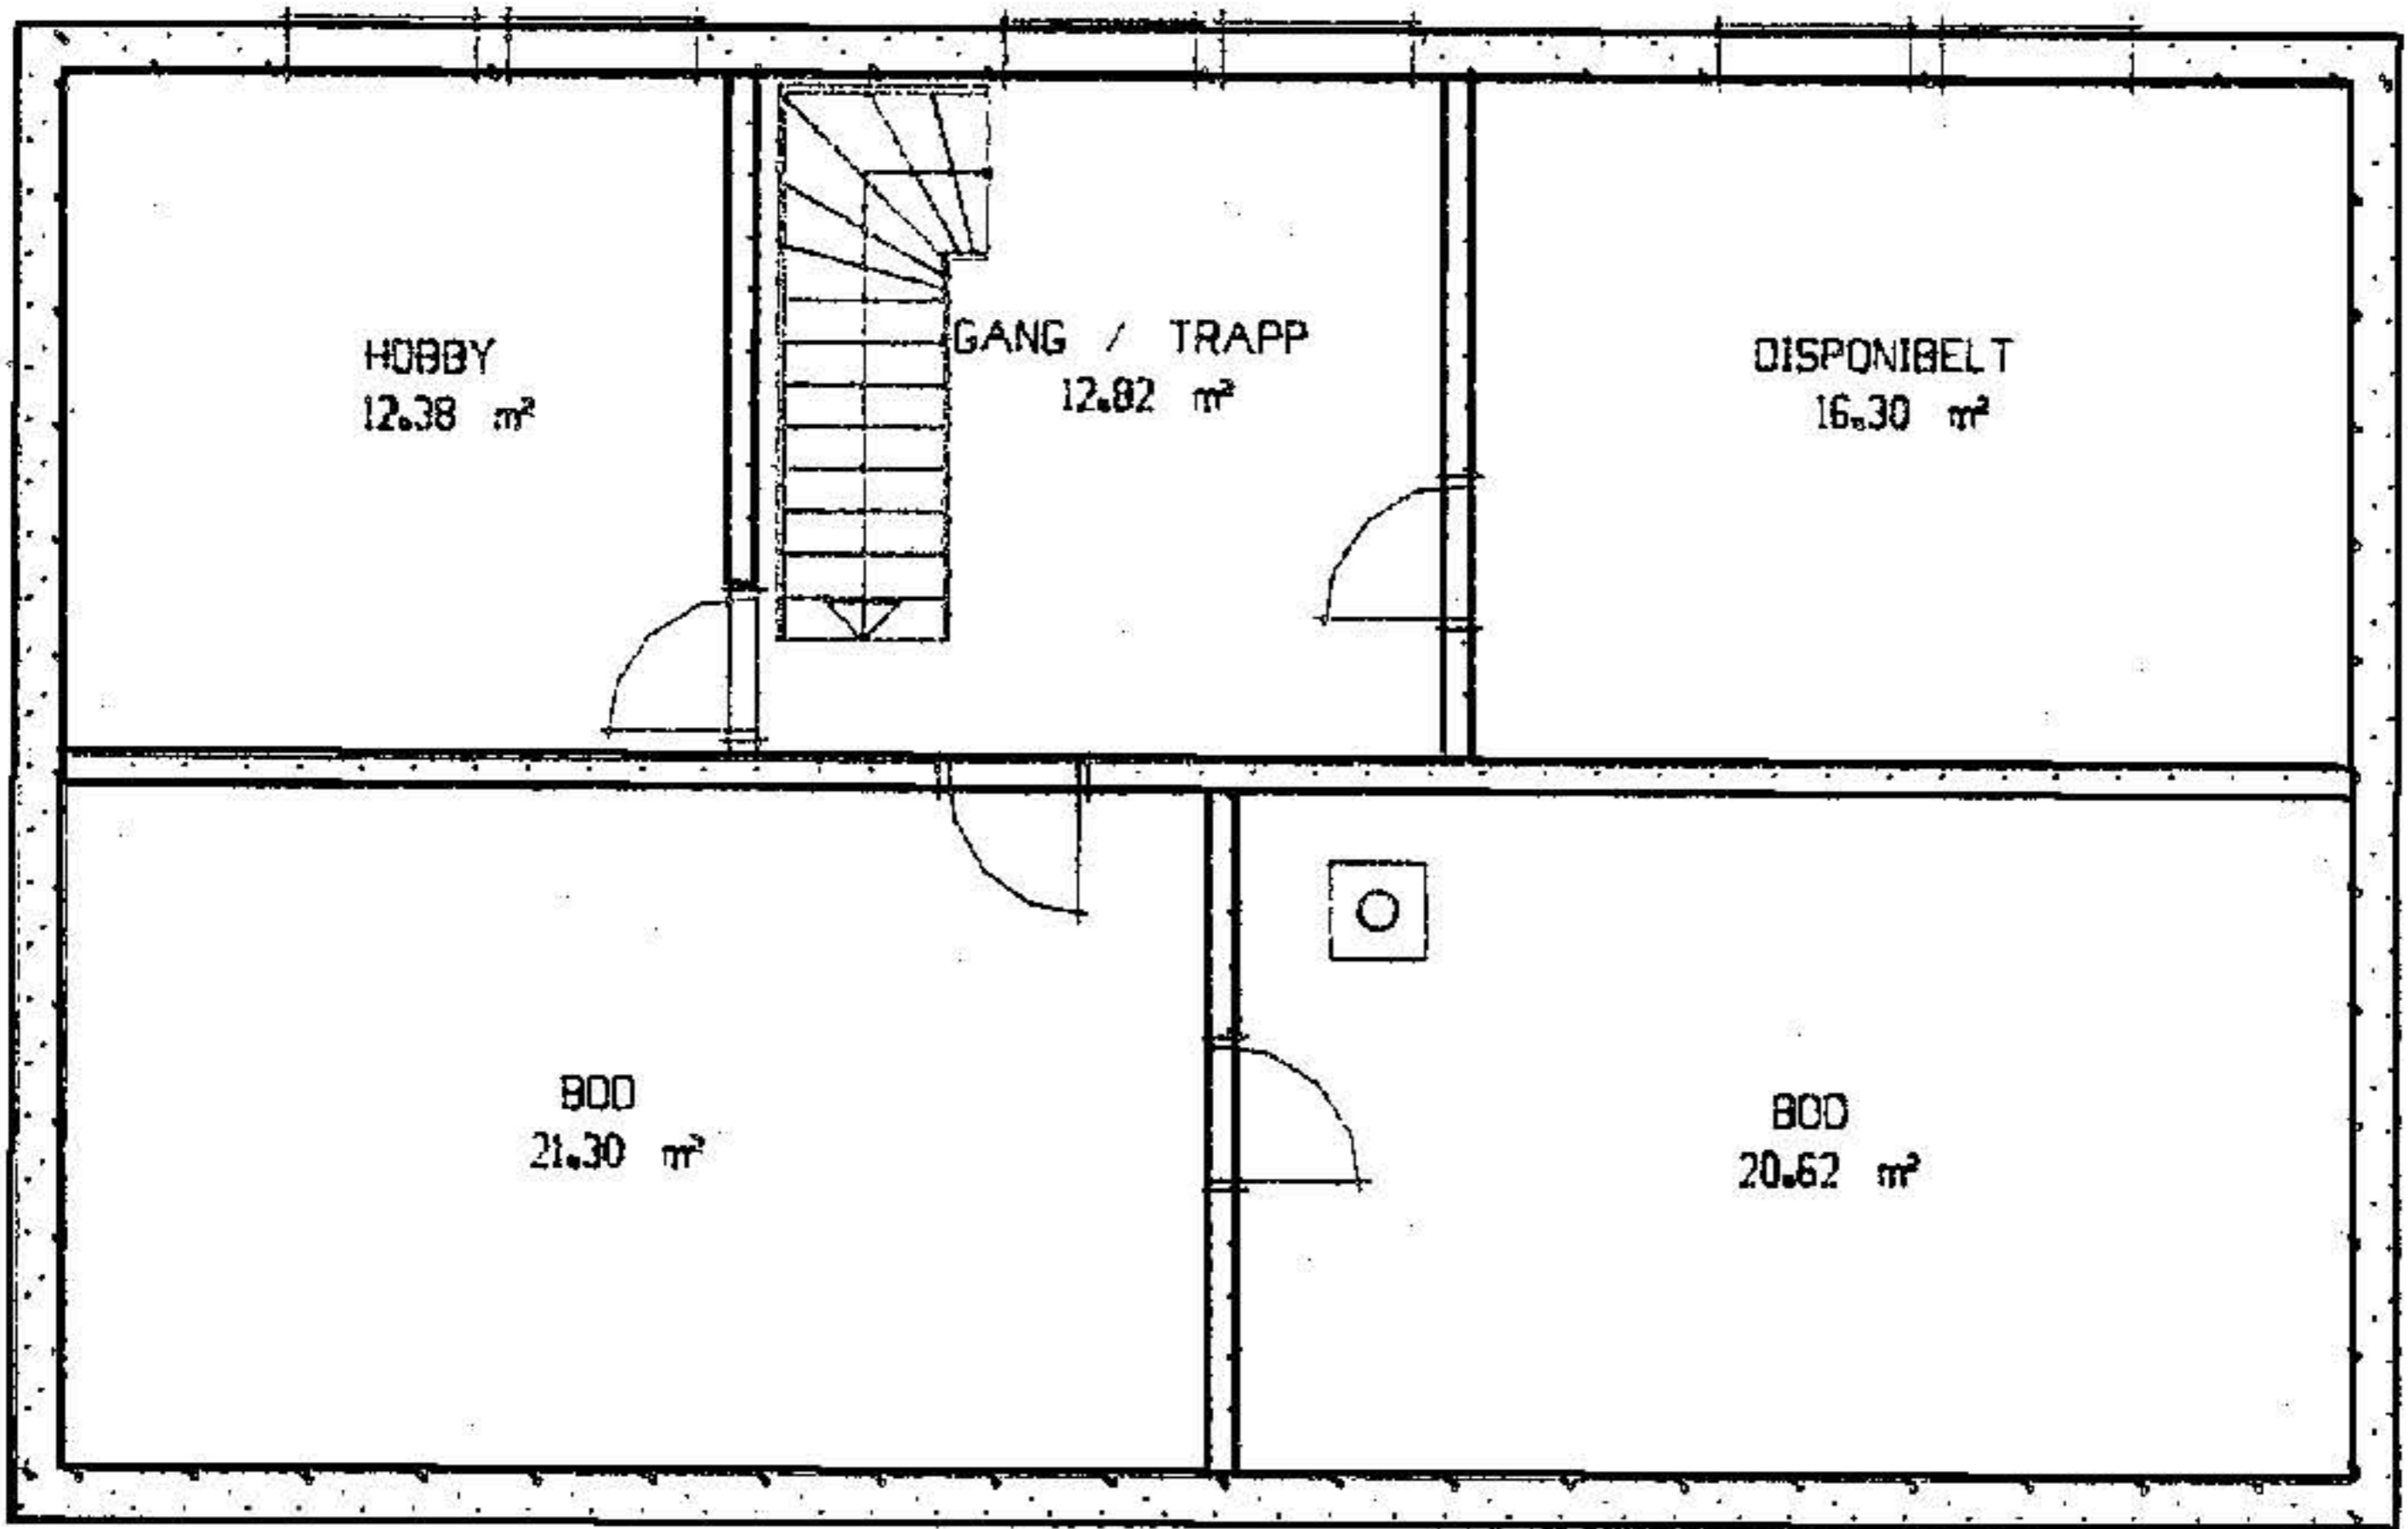 HOBBY
12.38 m²
GANG / TRAPP
12.82 m²
DISPONIBELT
16.30 m²
BOD
21.30 m²
BOD
20.62 m²